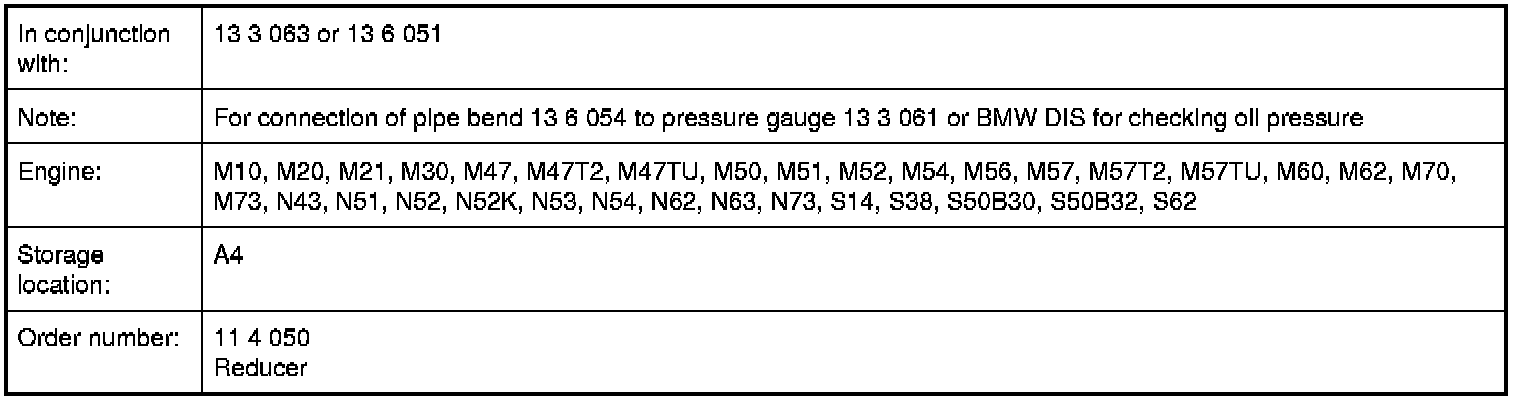 In conjunction 13 3 063 or 13 6 051
with:
Note: For connection of pipe bend 13 6 054 to pressure gauge 13 3 061 or BMW DIS for checking oil pressure
Engine: M10, M20, M21, M30, M47, M47T2, M47TU, M50, M51, M52, M54, M56, M57, M57T2, M57TU, M60, M62, M70,
M73, N43, N51, N52, N52K, N53, N54, N62, N63, N73, S14, S38, S50B30, S50B32, S62
Storage A4
location:
Order number: 11 4 050
Reducer